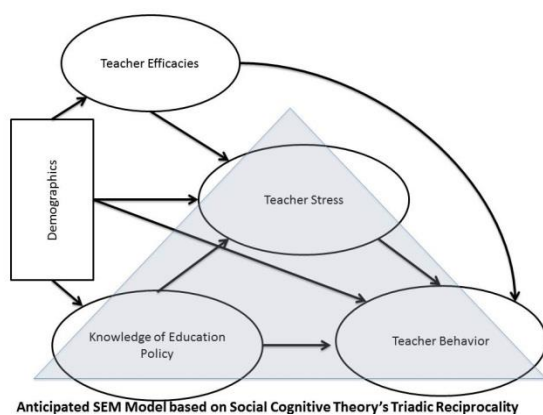 Teacher Efficacies
Demographics
Teacher Stress
Knowledge of Education
Policy
Teacher Behavior
Anticipated SEM Model based on Social Cognitive Theory's Triadic Reciprocality